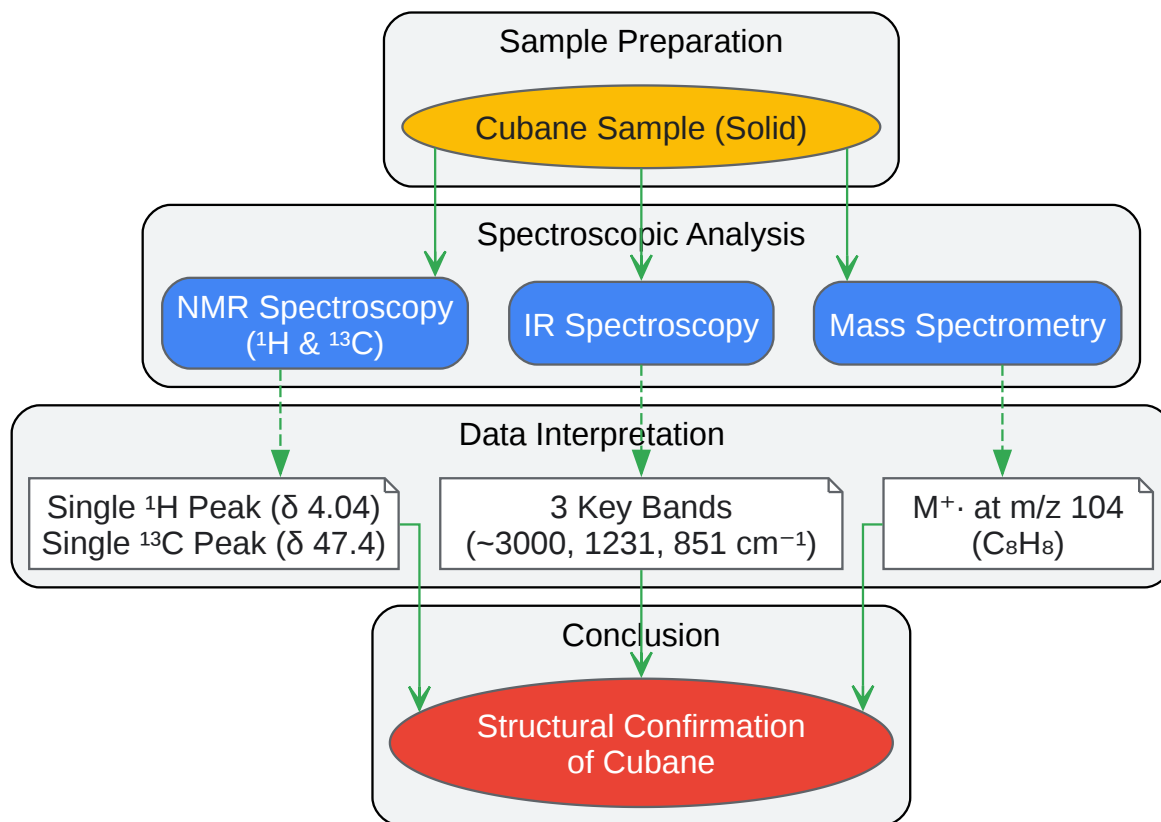 Sample Preparation
Cubane Sample (Solid)
Spectroscopic Analysis
NMR Spectroscopy
(¹H & ¹³C)
IR Spectroscopy
Mass Spectrometry
Data Interpretation
Single ¹H Peak (δ 4.04)
Single ¹³C Peak (δ 47.4)
3 Key Bands
(~3000, 1231, 851 cm⁻¹)
M⁺· at m/z 104
(C₈H₈)
Conclusion
Structural Confirmation
of Cubane